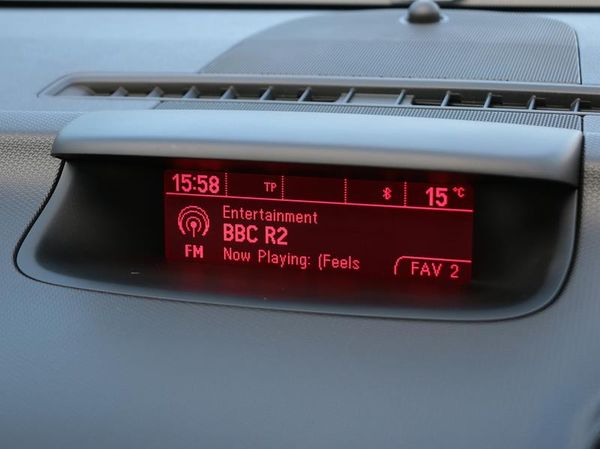 15:58 TP 15 °C
Entertainment
BBC R2
FM Now Playing: (Feels
FAV 2